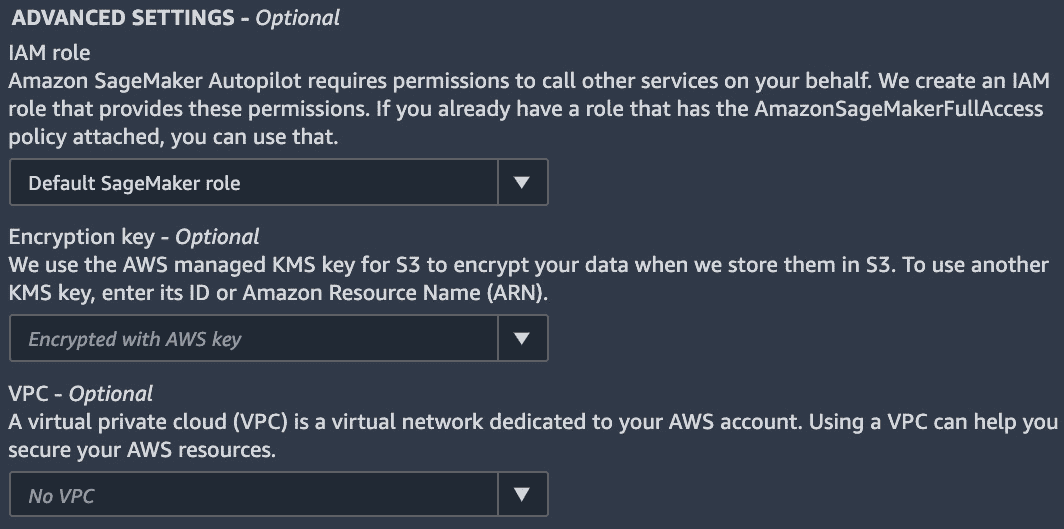 ADVANCED SETTINGS - Optional
IAM role
Amazon SageMaker Autopilot requires permissions to call other services on your behalf. We create an IAM
role that provides these permissions. If you already have a role that has the AmazonSageMakerFullAccess
policy attached, you can use that.
Default SageMaker role
Encryption key - Optional
We use the AWS managed KMS key for S3 to encrypt your data when we store them in S3. To use another
KMS key, enter its ID or Amazon Resource Name (ARN).
Encrypted with AWS key
VPC - Optional
A virtual private cloud (VPC) is a virtual network dedicated to your AWS account. Using a VPC can help you
secure your AWS resources.
No VPC